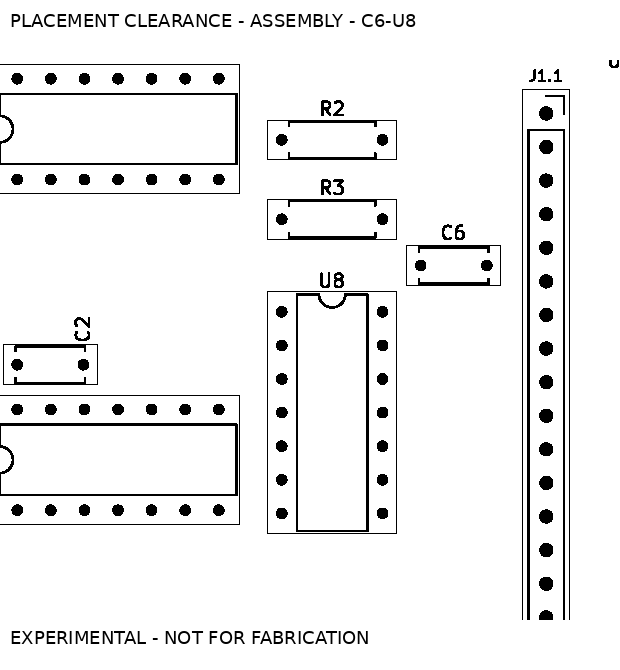 PLACEMENT CLEARANCE - ASSEMBLY - C6-U8
J1.1
R2
R3
C6
U8
C2
EXPERIMENTAL - NOT FOR FABRICATION